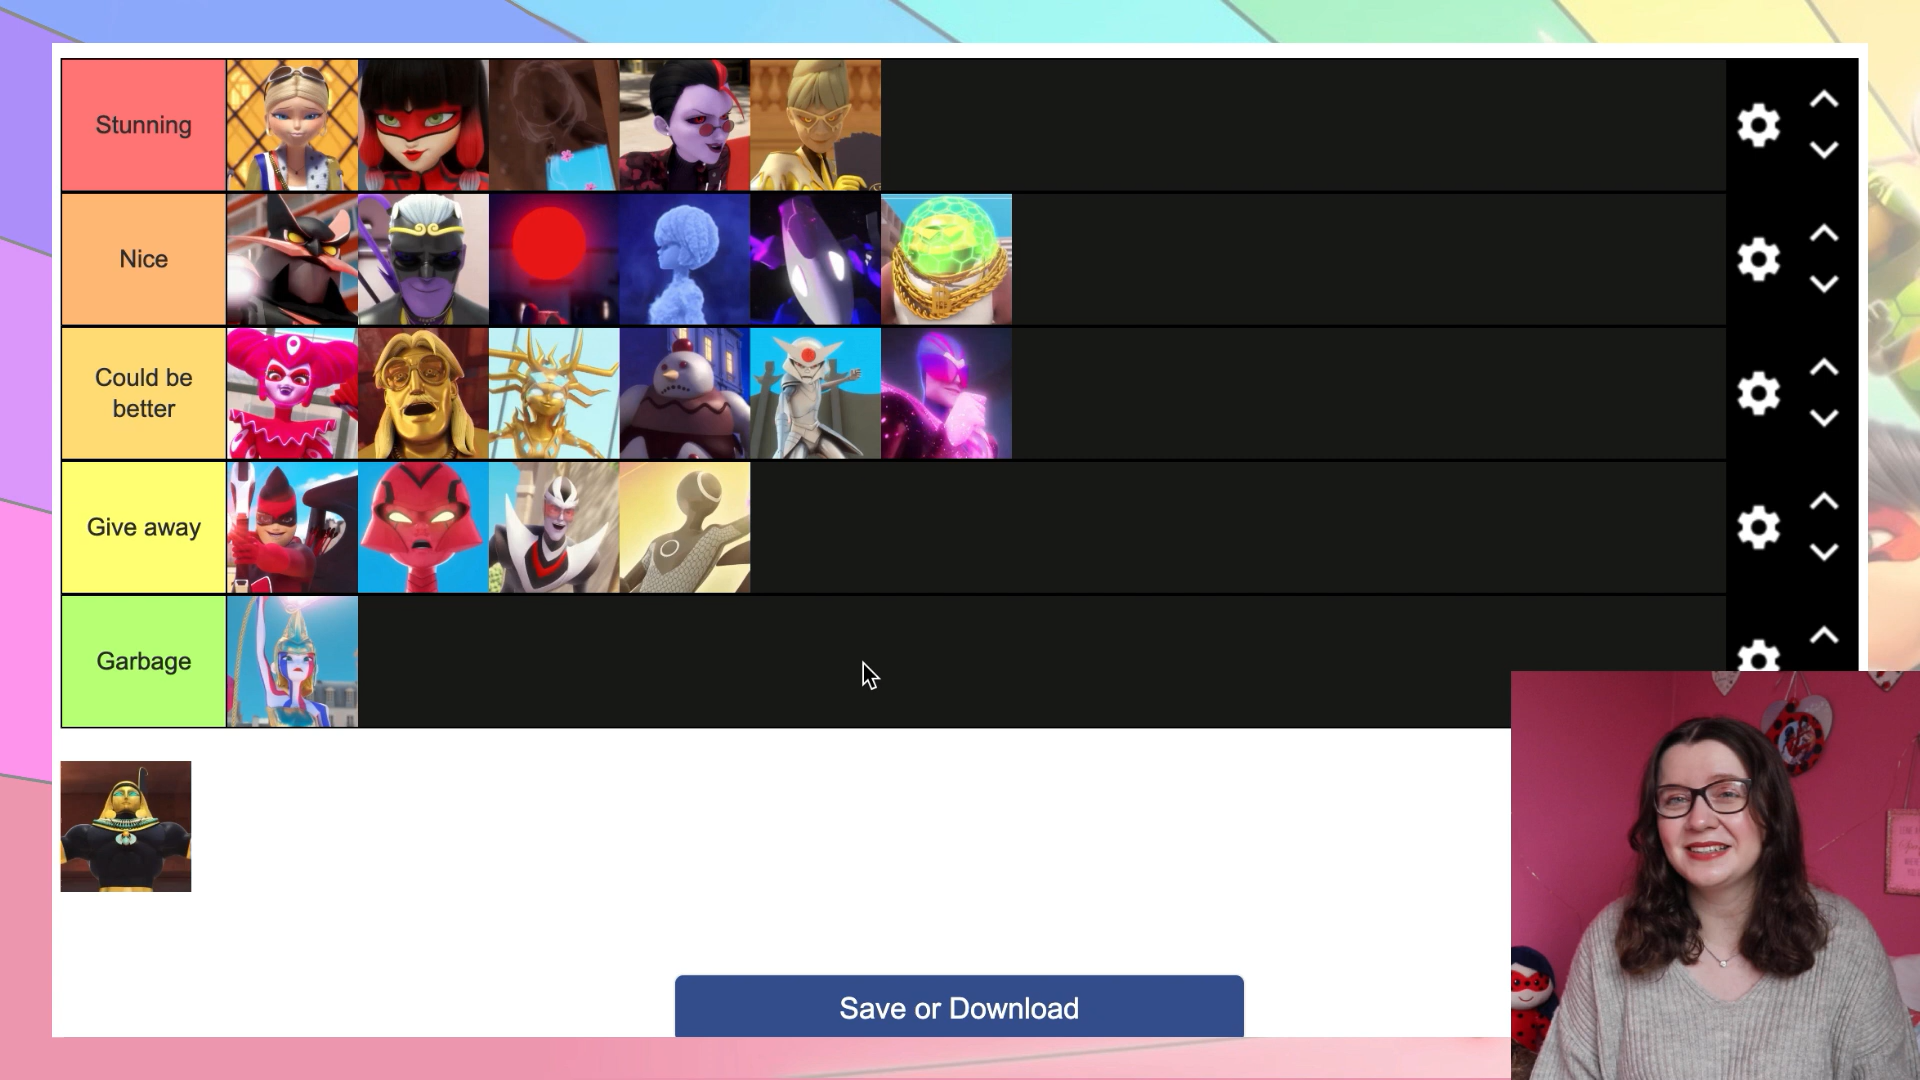 Stunning
Nice
Could be
better
Give away
Garbage
Save or Download